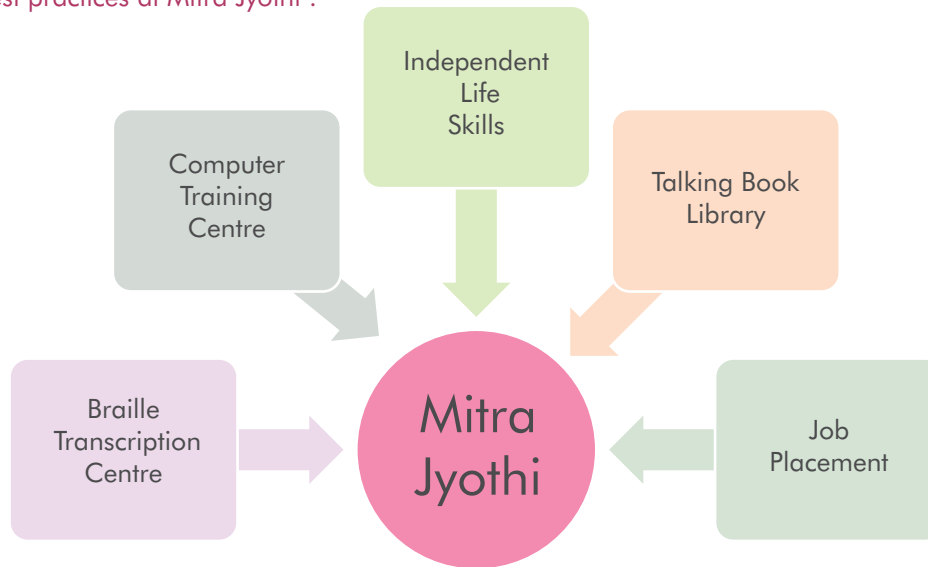 est practices at Mitra Jyothi :
Independent
Life
Skills
Computer
Training
Centre
Talking Book
Library
Braille
Transcription
Centre
Mitra
Jyothi
Job
Placement